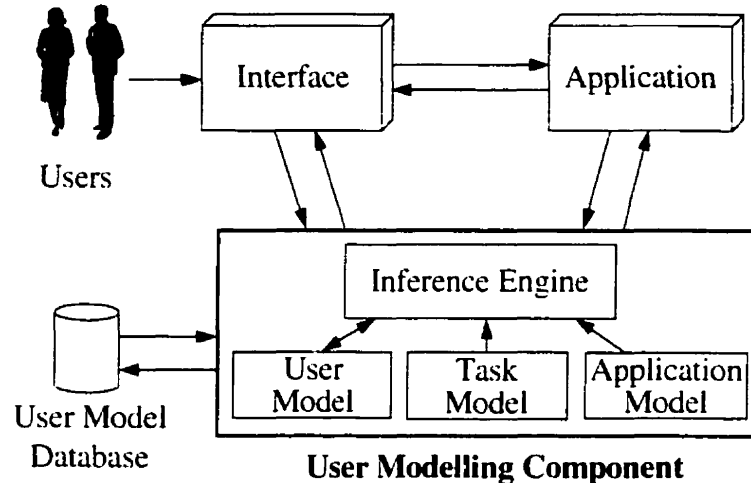 Interface
Application
Users
Inference Engine
User
Model
Task
Model
Application
Model
User Model
Database
User Modelling Component